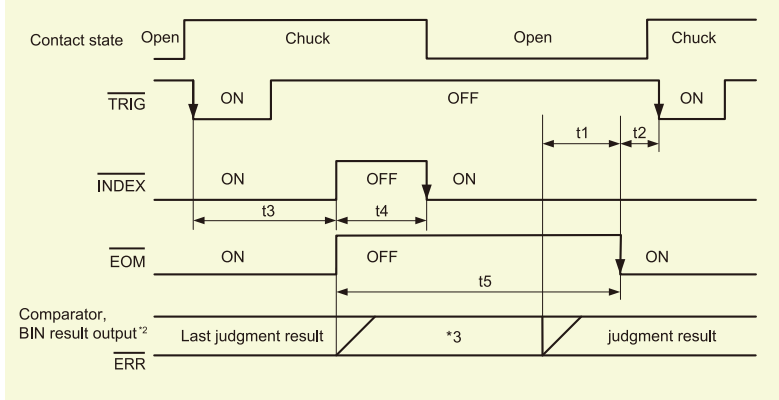 Contact state Open Chuck Open Chuck
TRIG ON OFF ON
t1 t2
INDEX ON OFF ON
t3 t4
EOM ON OFF ON
t5
Comparator,
BIN result output*2 Last judgment result *3 judgment result
ERR